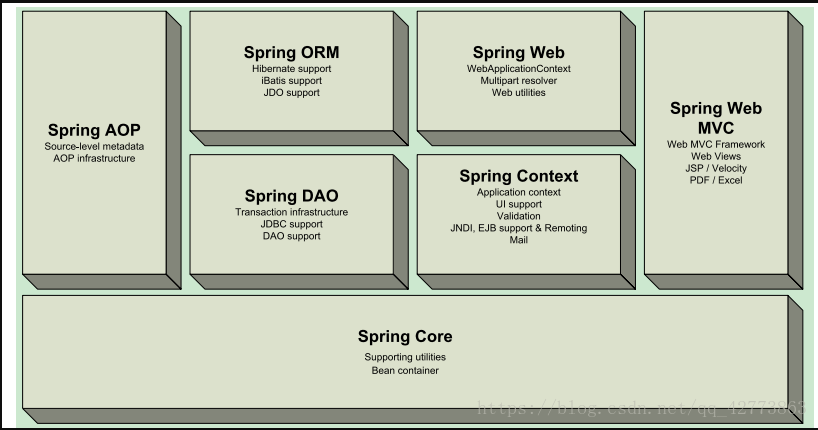 Spring AOP
Source-level metadata
AOP infrastructure
Spring ORM
Hibernate support
iBatis support
JDO support
Spring Web
WebApplicationContext
Multipart resolver
Web utilities
Spring Web
MVC
Web MVC Framework
Web Views
JSP / Velocity
PDF / Excel
Spring DAO
Transaction infrastructure
JDBC support
DAO support
Spring Context
Application context
UI support
Validation
JNDI, EJB support & Remoting
Mail
Spring Core
Supporting utilities
Bean container
https://blog.csdn.net/qq_42773863